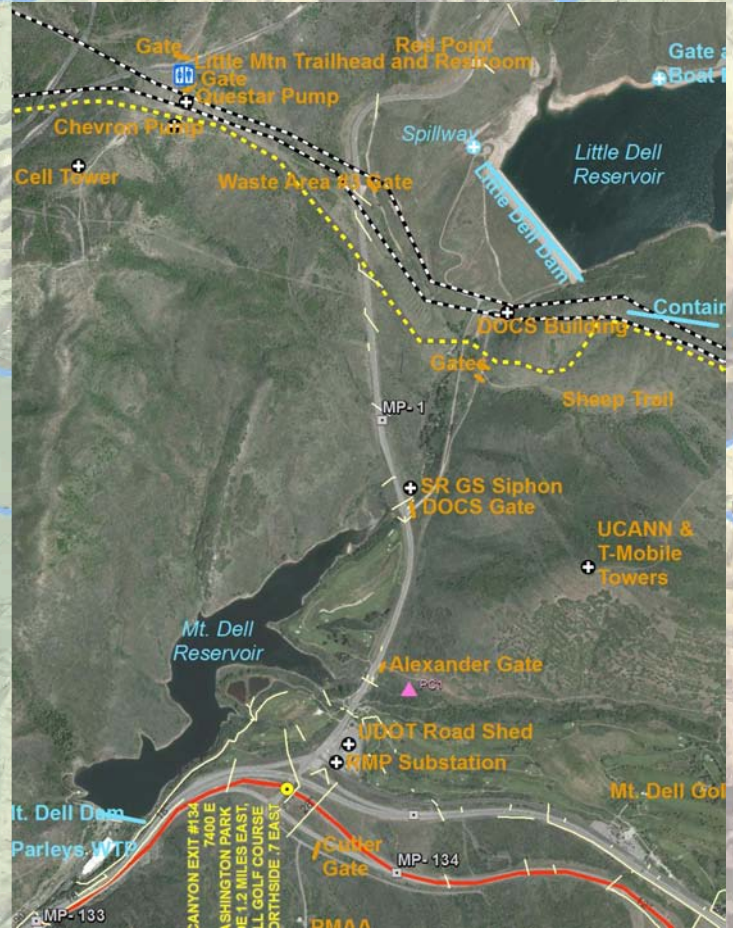 Gate
Little Mtn Trailhead and Restroom
Red Point
Gate
Questar Pump
Chevron Pump
Cell Tower
Waste Area #3 Gate
Spillway
Little Dell Dam
Little Dell
Reservoir
Gate
Boat
DOCS Building
Contain
Gates
Sheep Trail
MP- 1
SR GS Siphon
DOCS Gate
UCANN &
T-Mobile
Towers
Mt. Dell
Reservoir
Alexander Gate
UDOT Road Shed
RMP Substation
Mt. Dell Gol
lt. Dell Dam
Parleys WTP
CANYON EXIT #134
7400 E
ASHINGTON PARK
DE 1.2 MILES EAST,
LL GOLF COURSE
ORTHSIDE .7 EAST
Cutler
Gate
MP- 134
MP- 133